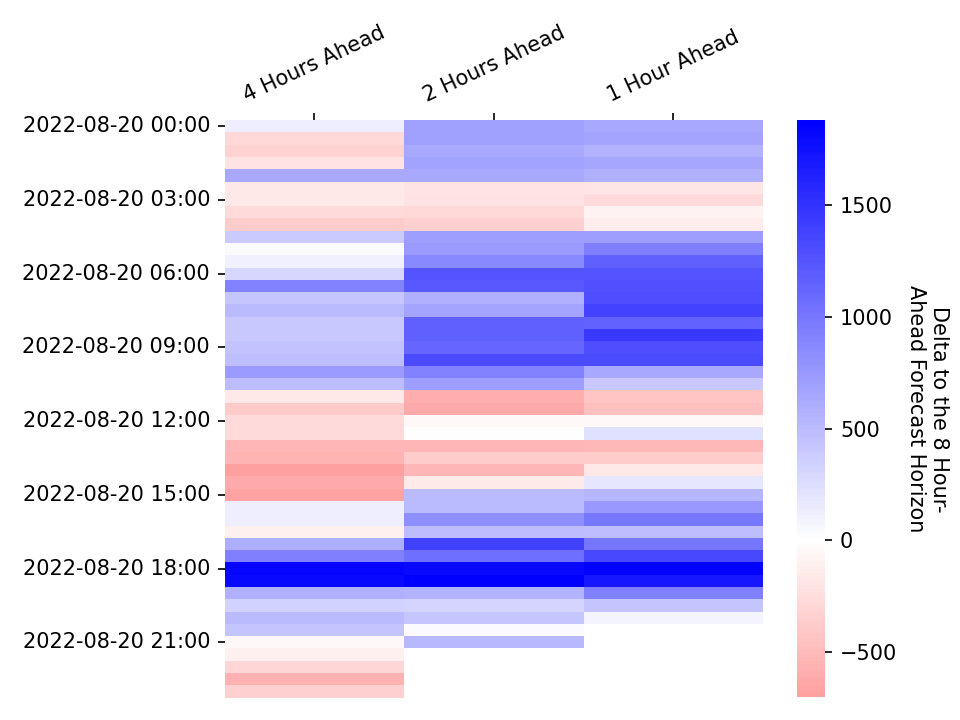 4 Hours Ahead
2 Hours Ahead
1 Hour Ahead
2022-08-20 00:00
2022-08-20 03:00
2022-08-20 06:00
2022-08-20 09:00
2022-08-20 12:00
2022-08-20 15:00
2022-08-20 18:00
2022-08-20 21:00
1500
1000
500
0
−500
Delta to the 8 Hour-
Ahead Forecast Horizon